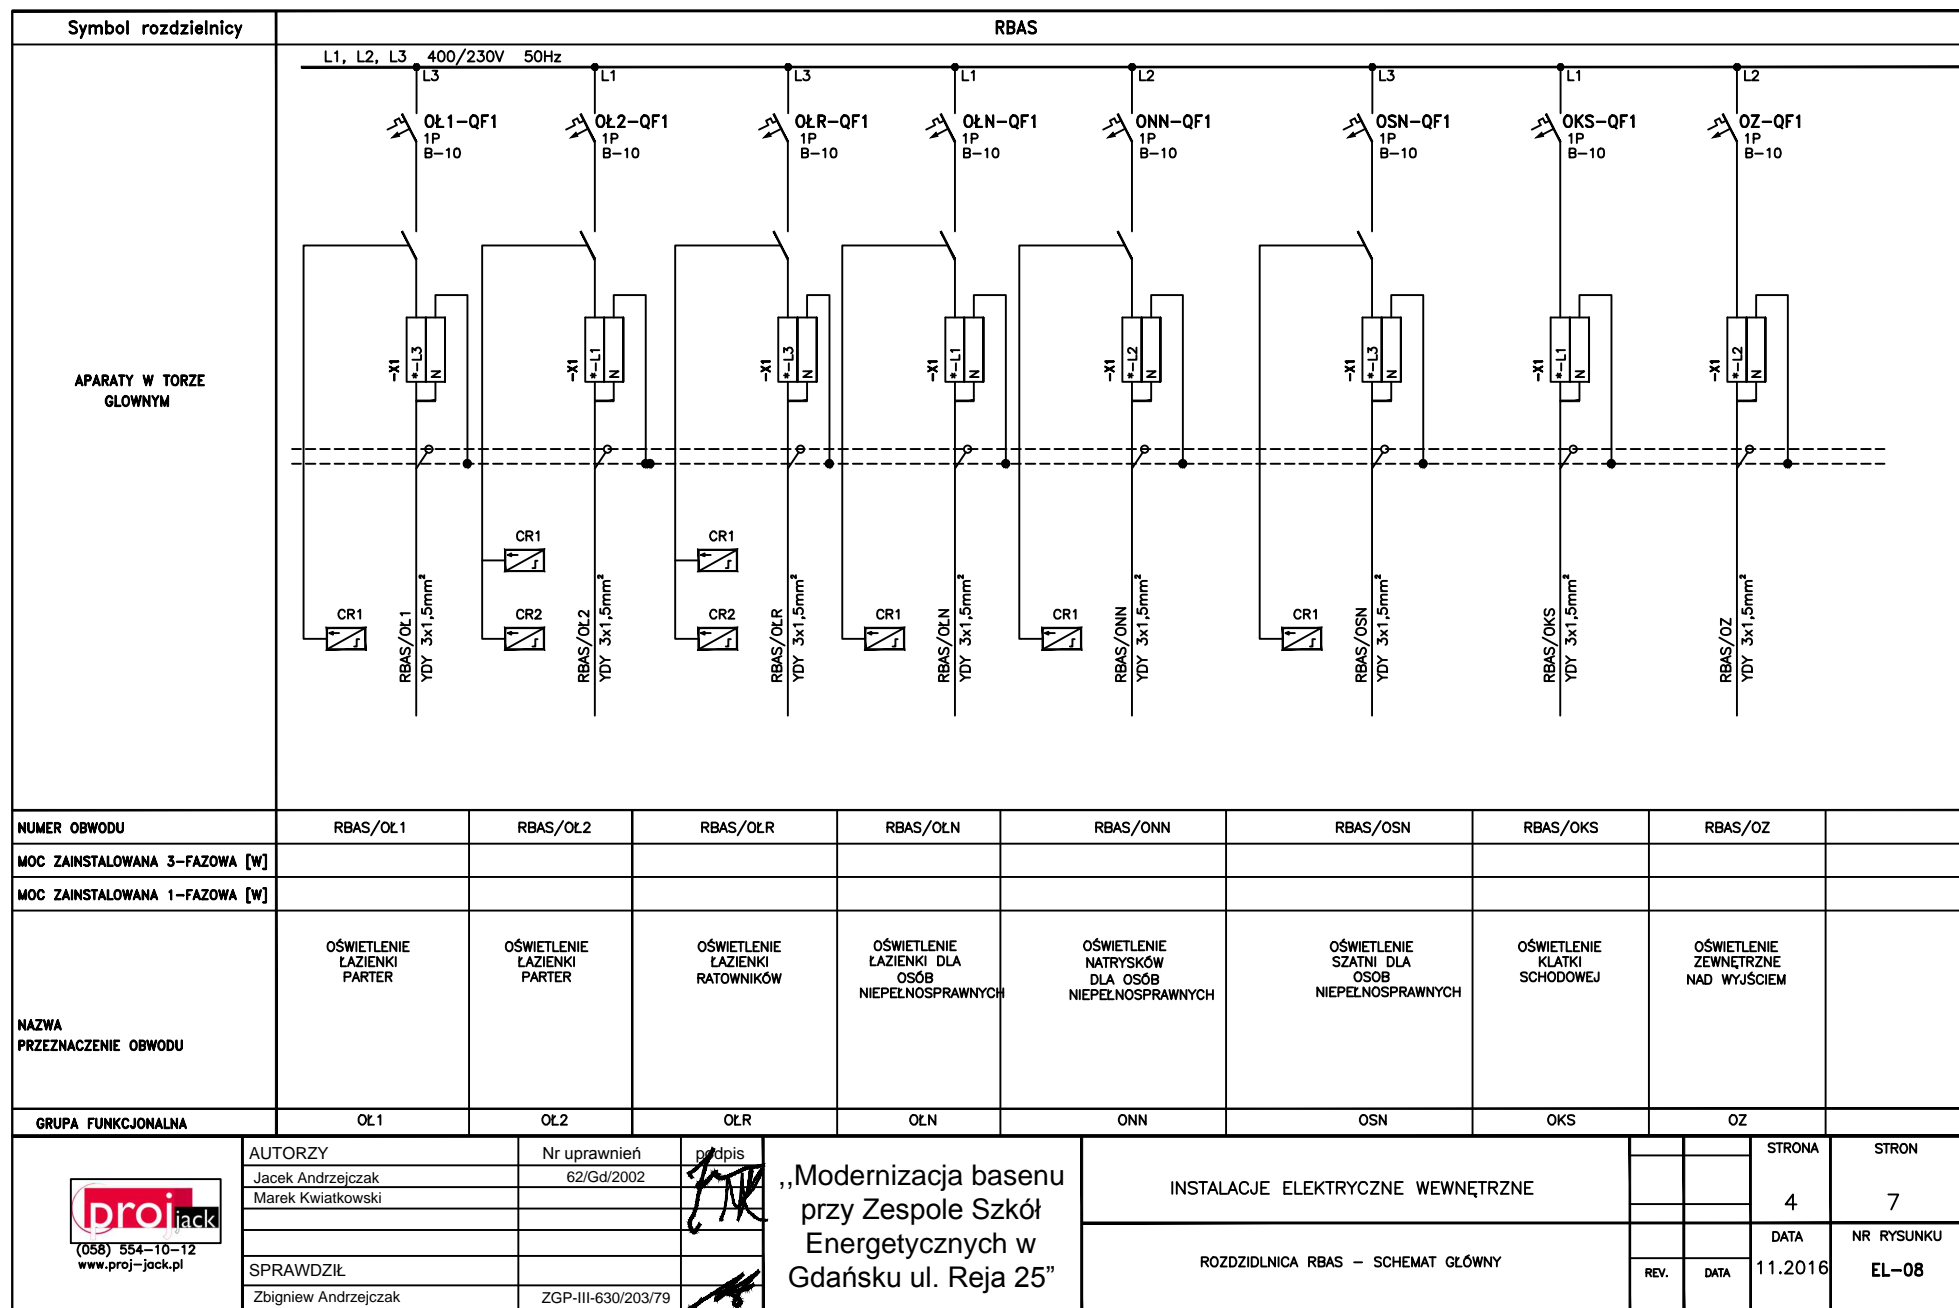 Symbol rozdzielnicy
RBAS
L1, L2, L3 400/230V 50Hz
L3
L1
L3
L1
L2
L3
L1
L2
OŁ1-QF1
1P
B-10
OŁ2-QF1
1P
B-10
OŁR-QF1
1P
B-10
OŁN-QF1
1P
B-10
ONN-QF1
1P
B-10
OSN-QF1
1P
B-10
OKS-QF1
1P
B-10
OZ-QF1
1P
B-10
APARATY W TORZE
GLOWNYM
-X1
*-L3
N
-X1
*-L1
N
-X1
*-L3
N
-X1
*-L1
N
-X1
*-L2
N
-X1
*-L3
N
-X1
*-L1
N
-X1
*-L2
N
CR1
CR1
CR1
CR2
CR2
CR1
CR1
CR1
RBAS/OŁ1
YDY 3x1,5mm²
RBAS/OŁ2
YDY 3x1,5mm²
RBAS/OŁR
YDY 3x1,5mm²
RBAS/OŁN
YDY 3x1,5mm²
RBAS/ONN
YDY 3x1,5mm²
RBAS/OSN
YDY 3x1,5mm²
RBAS/OKS
YDY 3x1,5mm²
RBAS/OZ
YDY 3x1,5mm²
NUMER OBWODU
RBAS/OŁ1
RBAS/OŁ2
RBAS/OŁR
RBAS/OŁN
RBAS/ONN
RBAS/OSN
RBAS/OKS
RBAS/OZ
MOC ZAINSTALOWANA 3-FAZOWA [W]
MOC ZAINSTALOWANA 1-FAZOWA [W]
NAZWA
PRZEZNACZENIE OBWODU
OŚWIETLENIE
ŁAZIENKI
PARTER
OŚWIETLENIE
ŁAZIENKI
PARTER
OŚWIETLENIE
ŁAZIENKI
RATOWNIKÓW
OŚWIETLENIE
ŁAZIENKI DLA
OSÓB
NIEPEŁNOSPRAWNYCH
OŚWIETLENIE
NATRYSKÓW
DLA OSÓB
NIEPEŁNOSPRAWNYCH
OŚWIETLENIE
SZATNI DLA
OSOB
NIEPEŁNOSPRAWNYCH
OŚWIETLENIE
KLATKI
SCHODOWEJ
OŚWIETLENIE
ZEWNĘTRZNE
NAD WYJŚCIEM
GRUPA FUNKCJONALNA
OŁ1
OŁ2
OŁR
OŁN
ONN
OSN
OKS
OZ
proj jack
(058) 554-10-12
www.proj-jack.pl
AUTORZY
Nr uprawnień
podpis
Jacek Andrzejczak
62/Gd/2002
Marek Kwiatkowski
SPRAWDZIŁ
Zbigniew Andrzejczak
ZGP-III-630/203/79
,,Modernizacja basenu
przy Zespole Szkół
Energetycznych w
Gdańsku ul. Reja 25”
INSTALACJE ELEKTRYCZNE WEWNĘTRZNE
ROZDZIDLNICA RBAS - SCHEMAT GŁÓWNY
REV.
DATA
STRONA
4
STRON
7
DATA
11.2016
NR RYSUNKU
EL-08